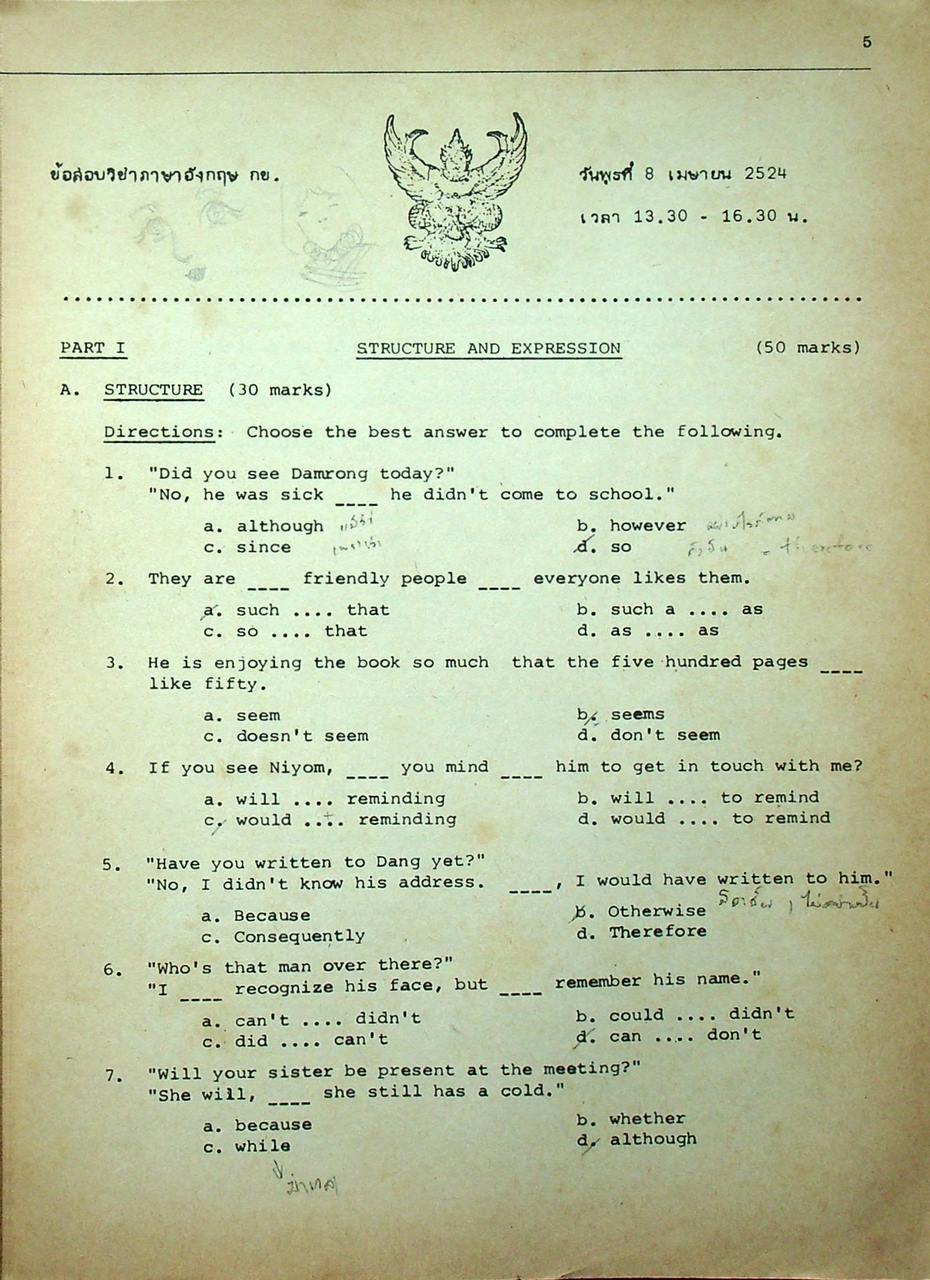 5
ข้อสอบวิชาภาษาอังกฤษ กข.
วันพุธที่ 8 เมษายน 2524
เวลา 13.30 - 16.30 น.
PART I STRUCTURE AND EXPRESSION (50 marks)
A. STRUCTURE (30 marks)
Directions: Choose the best answer to complete the following.
1. "Did you see Damrong today?"
"No, he was sick ____ he didn't come to school."
a. although b. however
c. since d. so therefore
2. They are ____ friendly people ____ everyone likes them.
a. such .... that b. such a .... as
c. so .... that d. as .... as
3. He is enjoying the book so much that the five hundred pages ____
like fifty.
a. seem b. seems
c. doesn't seem d. don't seem
4. If you see Niyom, ____ you mind ____ him to get in touch with me?
a. will .... reminding b. will .... to remind
c. would .... reminding d. would .... to remind
5. "Have you written to Dang yet?"
"No, I didn't know his address. ____, I would have written to him."
a. Because b. Otherwise
c. Consequently d. Therefore
6. "Who's that man over there?"
"I ____ recognize his face, but ____ remember his name."
a. can't .... didn't b. could .... didn't
c. did .... can't d. can .... don't
7. "Will your sister be present at the meeting?"
"She will, ____ she still has a cold."
a. because b. whether
c. while d. although